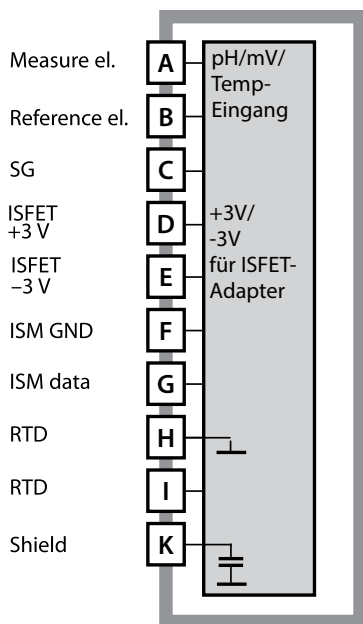 Measure el.
A
pH/mV/
Temp-
Eingang
Reference el.
B
SG
C
ISFET
+3 V
D
+3V/
-3V
für ISFET-
Adapter
ISFET
–3 V
E
ISM GND
F
ISM data
G
RTD
H
RTD
I
Shield
K